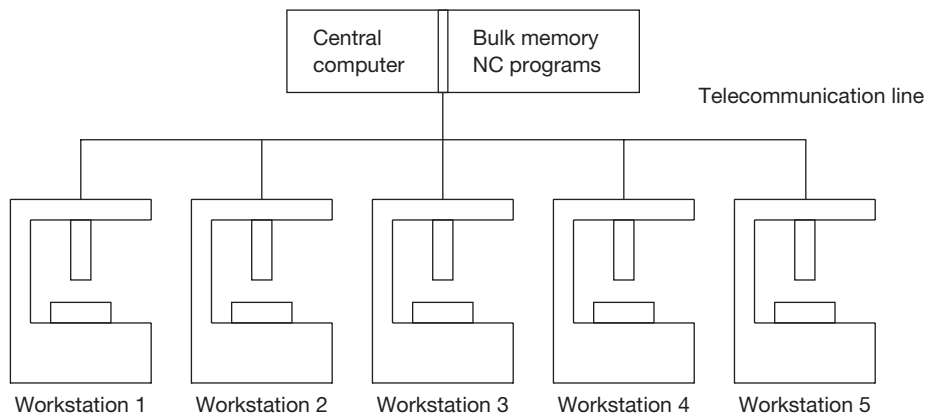 Central
computer
Bulk memory
NC programs
Telecommunication line
Workstation 1
Workstation 2
Workstation 3
Workstation 4
Workstation 5